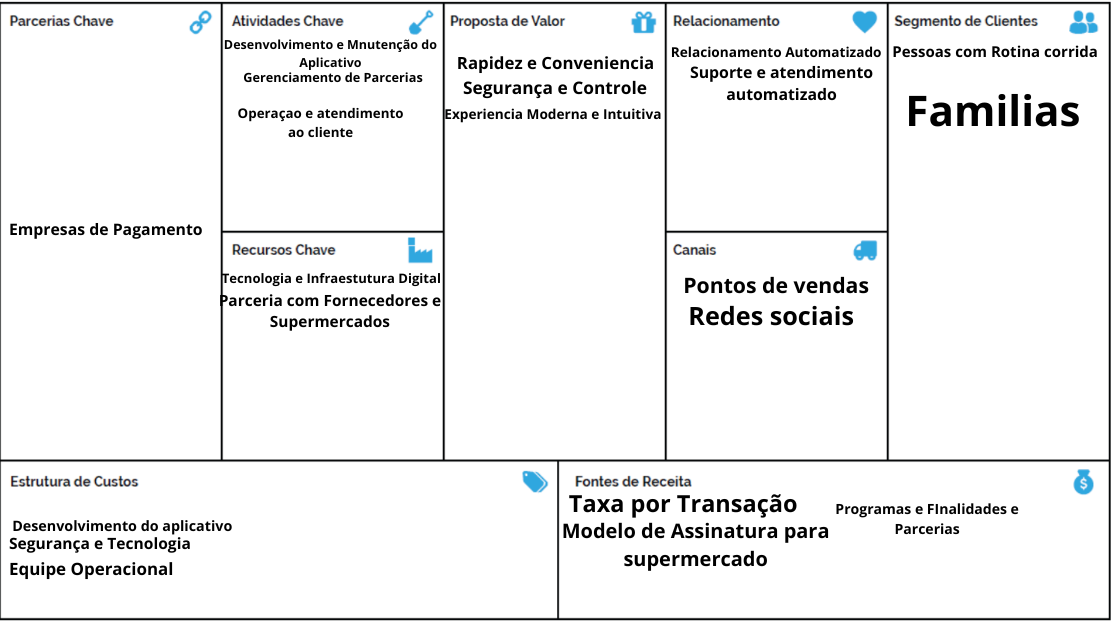 Parcerias Chave
Empresas de Pagamento
Atividades Chave
Desenvolvimento e Mnutenção do
Aplicativo
Gerenciamento de Parcerias
Operaçao e atendimento
ao cliente
Recursos Chave
Tecnologia e Infraestutura Digital
Parceria com Fornecedores e
Supermercados
Proposta de Valor
Rapidez e Conveniencia
Segurança e Controle
Experiencia Moderna e Intuitiva
Relacionamento
Relacionamento Automatizado
Suporte e atendimento
automatizado
Canais
Pontos de vendas
Redes sociais
Segmento de Clientes
Pessoas com Rotina corrida
Familias
Estrutura de Custos
Desenvolvimento do aplicativo
Segurança e Tecnologia
Equipe Operacional
Fontes de Receita
Taxa por Transação
Modelo de Assinatura para
supermercado
Programas e FInalidades e
Parcerias